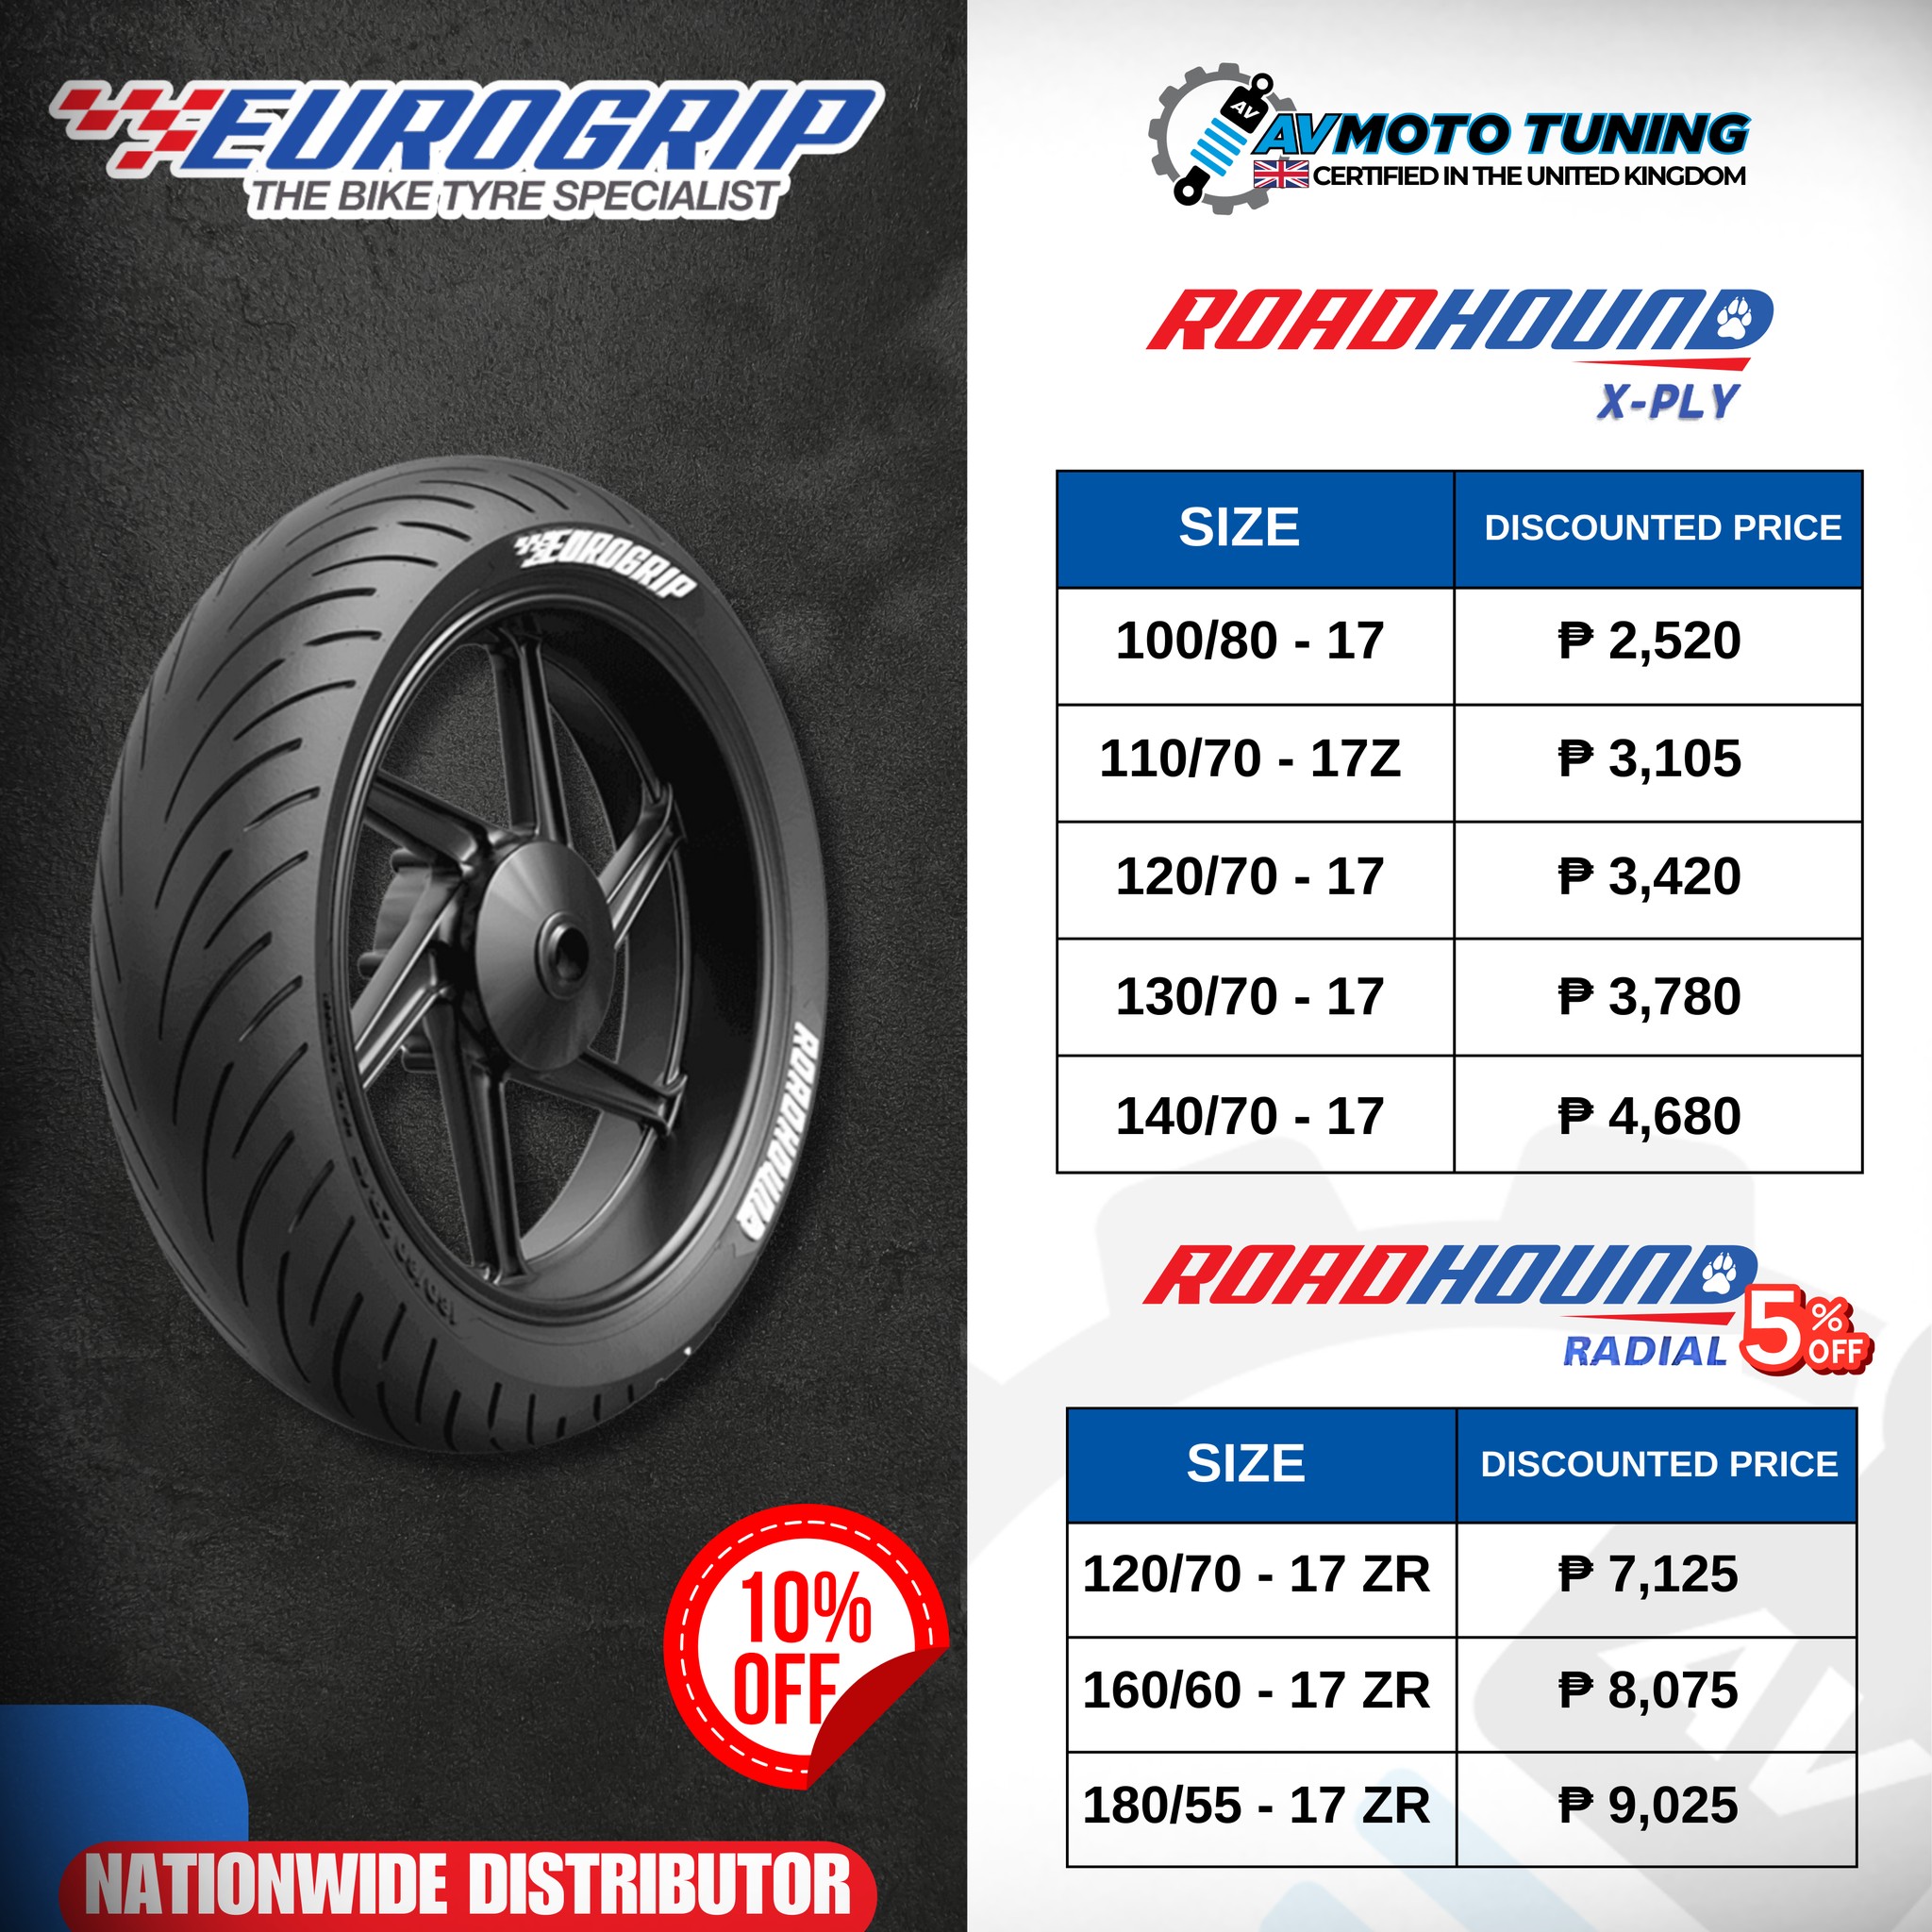 EUROGRIP
THE BIKE TYRE SPECIALIST
EUROGRIP
ROADHOUND
10%
OFF
NATIONWIDE DISTRIBUTOR
AV
AVMOTO TUNING
CERTIFIED IN THE UNITED KINGDOM
ROADHOUND
X-PLY
SIZE DISCOUNTED PRICE
100/80 - 17 ₱ 2,520
110/70 - 17Z ₱ 3,105
120/70 - 17 ₱ 3,420
130/70 - 17 ₱ 3,780
140/70 - 17 ₱ 4,680
ROADHOUND
RADIAL 5% OFF
SIZE DISCOUNTED PRICE
120/70 - 17 ZR ₱ 7,125
160/60 - 17 ZR ₱ 8,075
180/55 - 17 ZR ₱ 9,025
AV